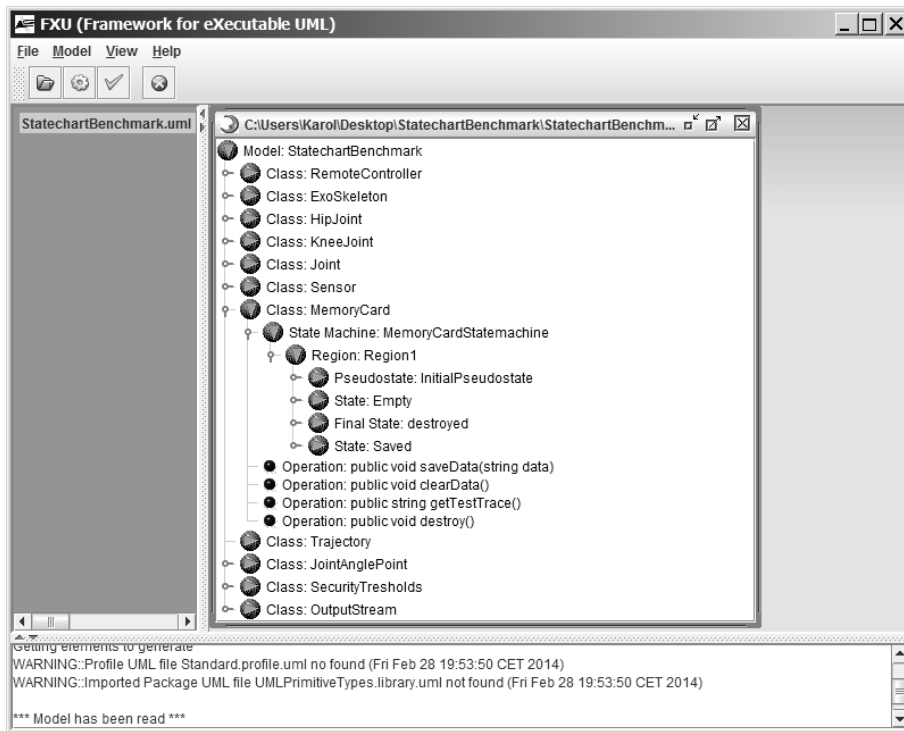 FXU (Framework for eXecutable UML)
File Model View Help
StatechartBenchmark.uml
C:\Users\Karol\Desktop\StatechartBenchmark\StatechartBenchm...
Model: StatechartBenchmark
Class: RemoteController
Class: ExoSkeleton
Class: HipJoint
Class: KneeJoint
Class: Joint
Class: Sensor
Class: MemoryCard
State Machine: MemoryCardStatemachine
Region: Region1
Pseudostate: InitialPseudostate
State: Empty
Final State: destroyed
State: Saved
Operation: public void saveData(string data)
Operation: public void clearData()
Operation: public string getTestTrace()
Operation: public void destroy()
Class: Trajectory
Class: JointAnglePoint
Class: SecurityTresholds
Class: OutputStream
Getting elements to generate
WARNING::Profile UML file Standard.profile.uml no found (Fri Feb 28 19:53:50 CET 2014)
WARNING::Imported Package UML file UMLPrimitiveTypes.library.uml not found (Fri Feb 28 19:53:50 CET 2014)
*** Model has been read ***